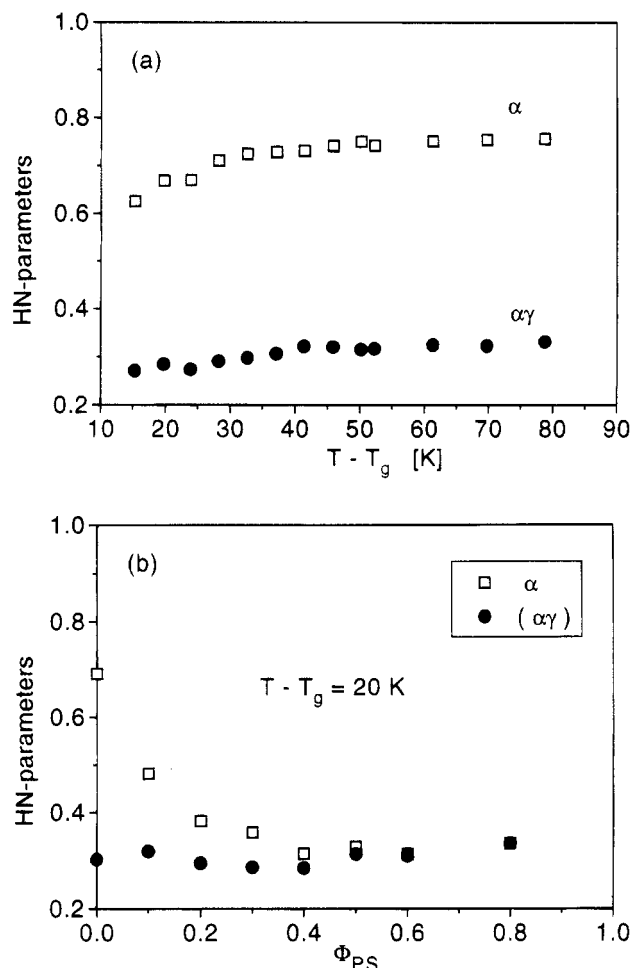 (a)
1.0
0.8
0.6
0.4
0.2
HN-parameters
α
αγ
10 20 30 40 50 60 70 80 90
T - Tg [K]
(b)
1.0
0.8
0.6
0.4
0.2
HN-parameters
α
( αγ )
T - Tg = 20 K
0.0 0.2 0.4 0.6 0.8 1.0
ΦPS